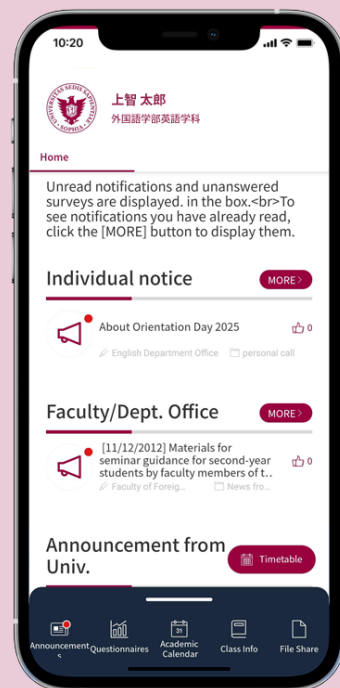 10:20
上智 太郎
外国語学部英語学科
Home
Unread notifications and unanswered
surveys are displayed. in the box.<br>To
see notifications you have already read,
click the [MORE] button to display them.
Individual notice
MORE >
About Orientation Day 2025
0
English Department Office
personal call
Faculty/Dept. Office
MORE >
[11/12/2012] Materials for
seminar guidance for second-year
students by faculty members of t..
0
Faculty of Foreig...
News fro...
Announcement from
Univ.
Timetable
Announcement
s
Questionnaires
31
Academic
Calendar
Class Info
File Share